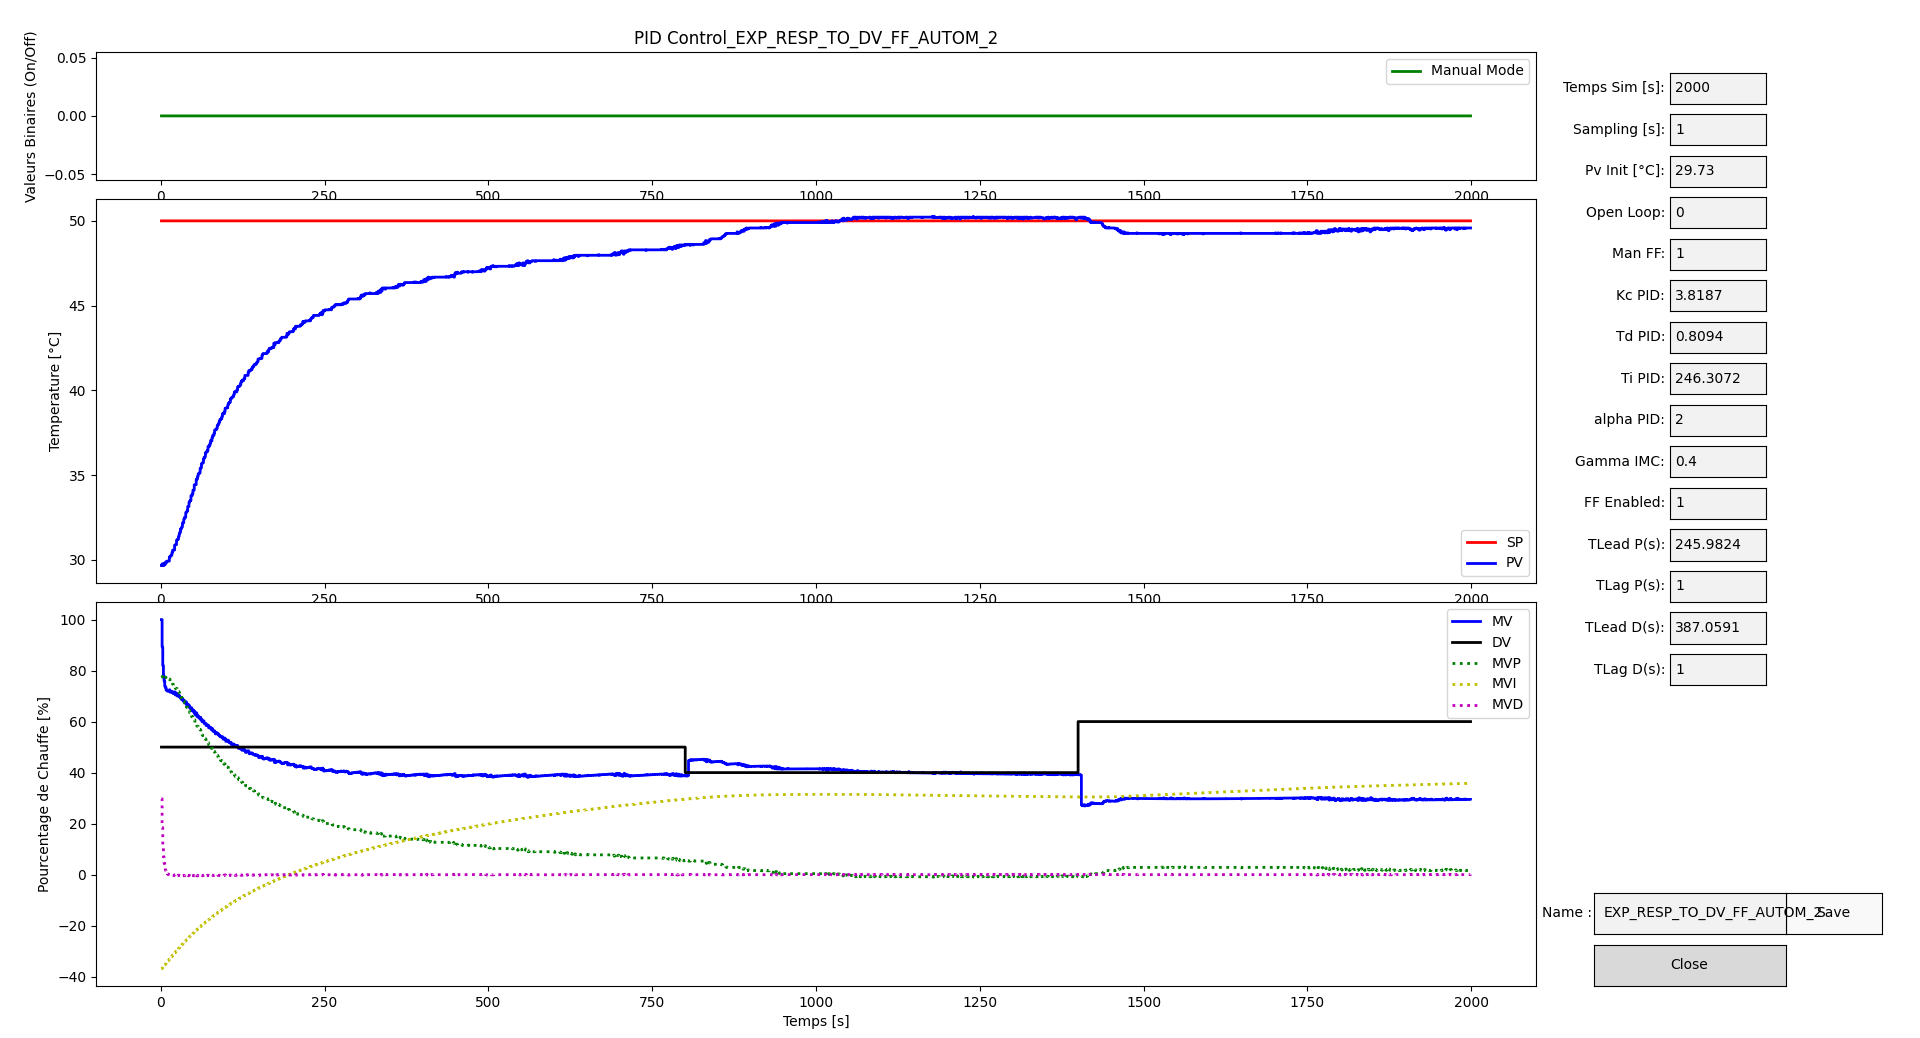 PID Control_EXP_RESP_TO_DV_FF_AUTOM_2
Valeurs Binaires (On/Off)
0.05
0.00
−0.05
Manual Mode
0 250 500 750 1000 1250 1500 1750 2000
Temperature [°C]
50
45
40
35
30
SP
PV
0 250 500 750 1000 1250 1500 1750 2000
Pourcentage de Chauffe [%]
100
80
60
40
20
0
−20
−40
MV
DV
MVP
MVI
MVD
0 250 500 750 1000 1250 1500 1750 2000
Temps [s]
Temps Sim [s]: 2000
Sampling [s]: 1
Pv Init [°C]: 29.73
Open Loop: 0
Man FF: 1
Kc PID: 3.8187
Td PID: 0.8094
Ti PID: 246.3072
alpha PID: 2
Gamma IMC: 0.4
FF Enabled: 1
TLead P(s): 245.9824
TLag P(s): 1
TLead D(s): 387.0591
TLag D(s): 1
Name : EXP_RESP_TO_DV_FF_AUTOM_2 Save
Close